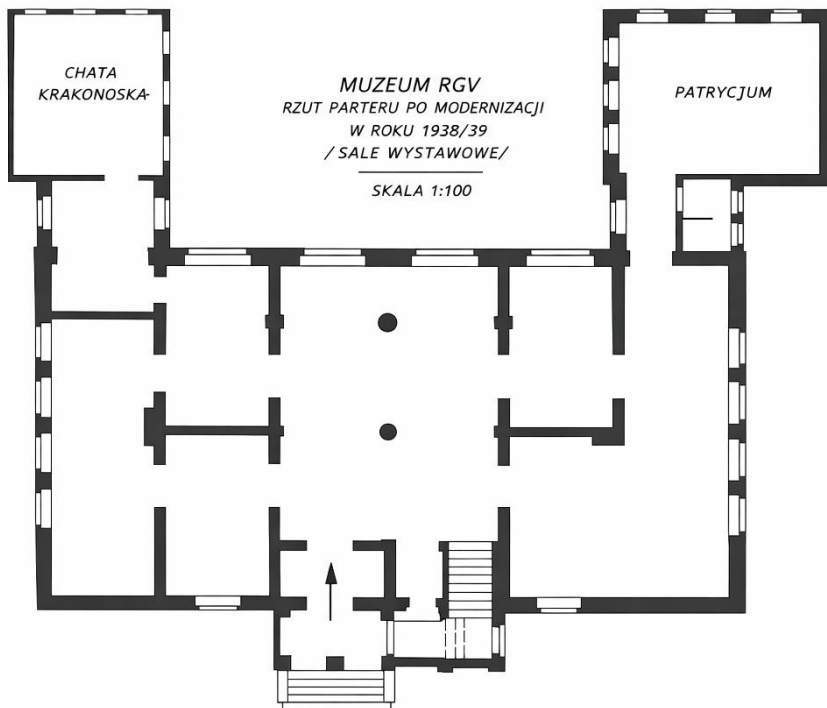 CHATA
KRAKONOSKA-
MUZEUM RGV
RZUT PARTERU PO MODERNIZACJI
W ROKU 1938/39
/ SALE WYSTAWOWE/
SKALA 1:100
PATRYCJUM